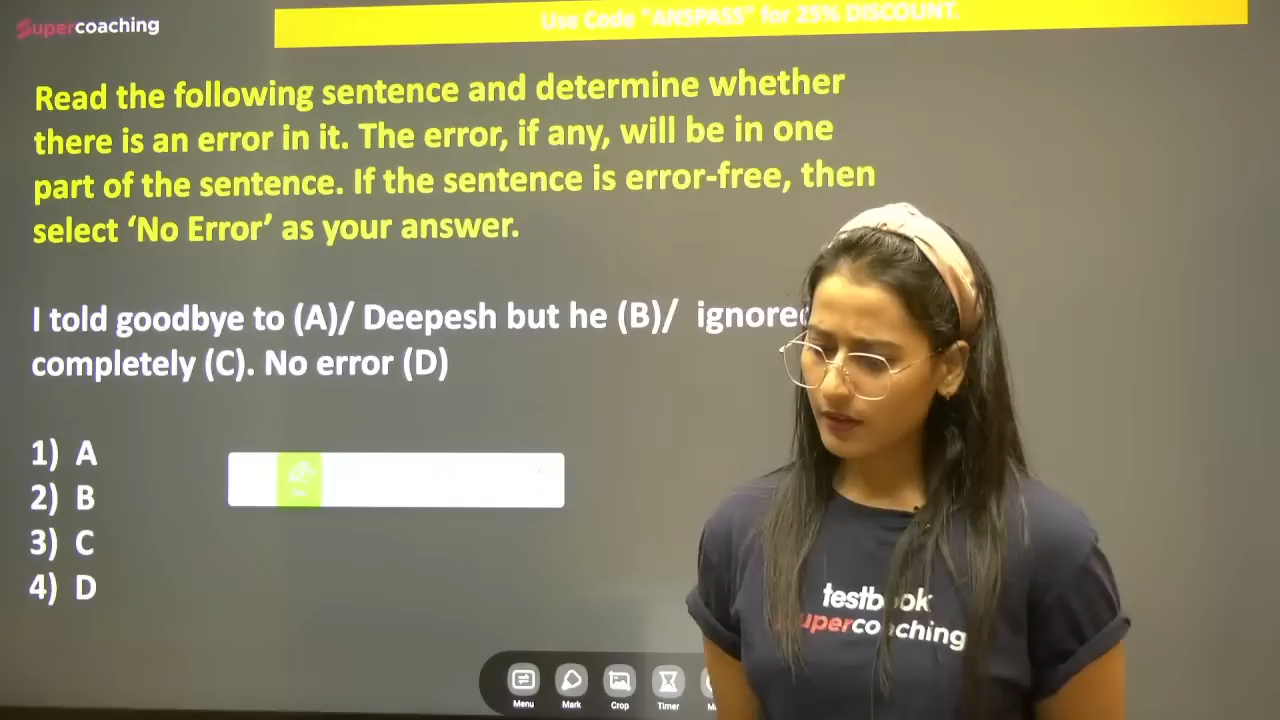 Supercoaching
Use Code "ANSPASS" for 25% DISCOUNT.
Read the following sentence and determine whether
there is an error in it. The error, if any, will be in one
part of the sentence. If the sentence is error-free, then
select ‘No Error’ as your answer.
I told goodbye to (A)/ Deepesh but he (B)/ ignored
completely (C). No error (D)
1) A
2) B
3) C
4) D
testbook
supercoaching
Menu Mark Crop Timer